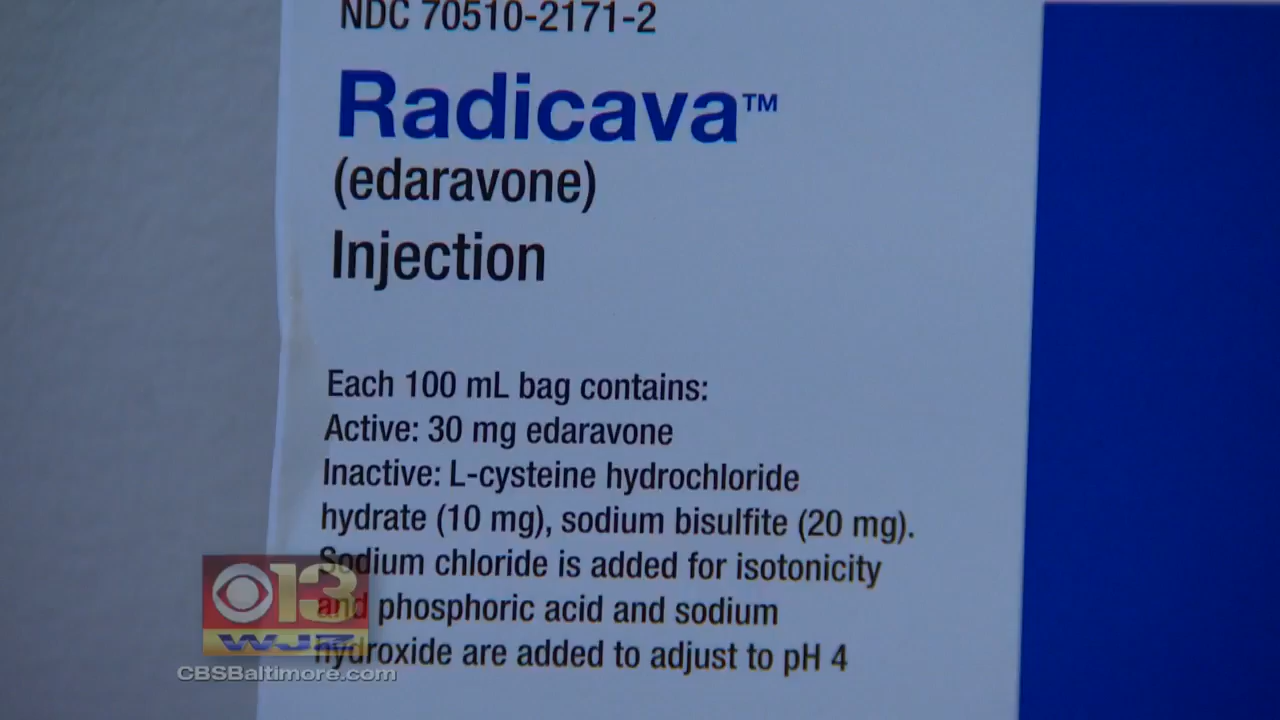 NDC 70510-2171-2
Radicava™
(edaravone)
Injection
Each 100 mL bag contains:
Active: 30 mg edaravone
Inactive: L-cysteine hydrochloride
hydrate (10 mg), sodium bisulfite (20 mg).
Sodium chloride is added for isotonicity
and phosphoric acid and sodium
hydroxide are added to adjust to pH 4
13
WJZ
CBSBaltimore.com